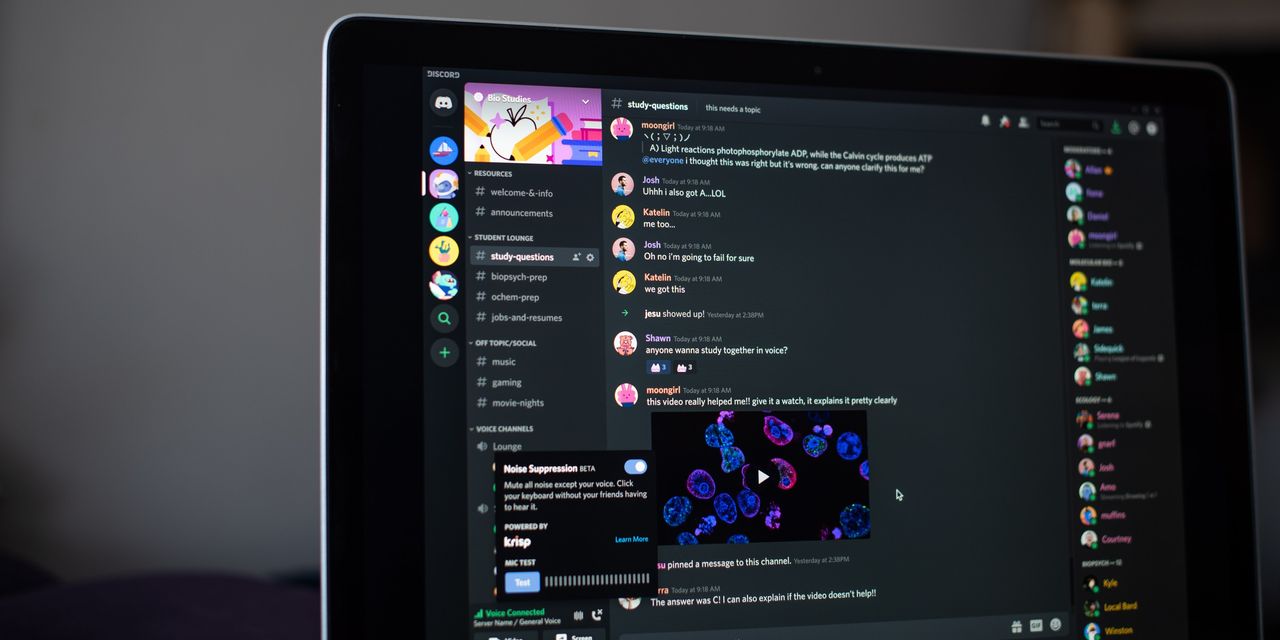 DISCORD
Bio Studies
RESOURCES
# welcome-&-info
# announcements
STUDENT LOUNGE
# study-questions
# biopsych-prep
# ochem-prep
# jobs-and-resumes
OFF TOPIC/SOCIAL
# music
# gaming
# movie-nights
VOICE CHANNELS
Lounge
Noise Suppression BETA
Mute all noise except your voice. Click
your keyboard without your friends having
to hear it.
POWERED BY
krisp
Learn More
MIC TEST
Test
Voice Connected
Server Name / General Voice
Video
Screen
# study-questions
this needs a topic
Search
moongirl Today at 9:18 AM
ヽ(；▽；)ノ
A) Light reactions photophosphorylate ADP, while the Calvin cycle produces ATP
@everyone i thought this was right but it's wrong. can anyone clarify this for me?
Josh Today at 9:18 AM
Uhhh i also got A...LOL
Katelin Today at 9:18 AM
me too...
Josh Today at 9:18 AM
Oh no i'm going to fail for sure
Katelin Today at 9:18 AM
we got this
jesu showed up! Yesterday at 2:38PM
Shawn Today at 9:18 AM
anyone wanna study together in voice?
3 3
moongirl Today at 9:18 AM
this video really helped me!! give it a watch, it explains it pretty clearly
su pinned a message to this channel. Yesterday at 2:38PM
rra Today at 9:18 AM
The answer was C! I can also explain if the video doesn't help!!
GIF
Allan
Daniel
moongirl
Katelin
terra
James
Sidequick
Shawn
Serena
gnarf
Josh
muffins
Courtney
Kyle
Local Bard
Winston